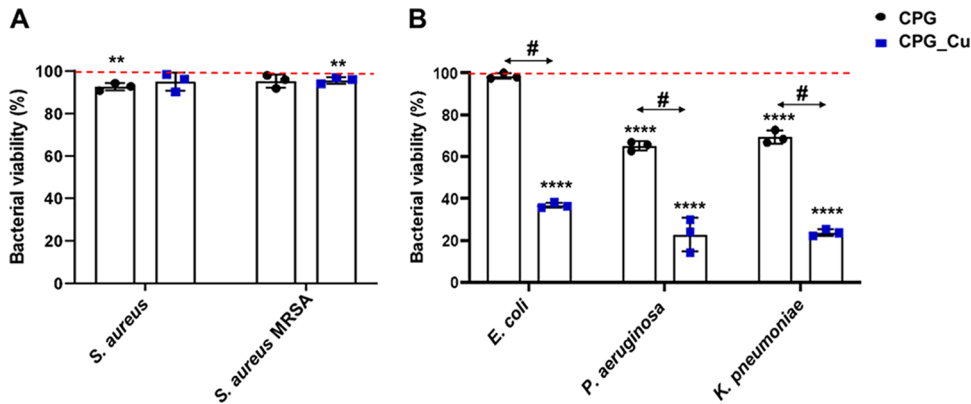 A
Bacterial viability (%)
100
80
60
40
20
0
**
**
S. aureus
S. aureus MRSA
B
Bacterial viability (%)
100
80
60
40
20
0
#
****
****
#
****
****
#
****
E. coli
P. aeruginosa
K. pneumoniae
CPG
CPG_Cu